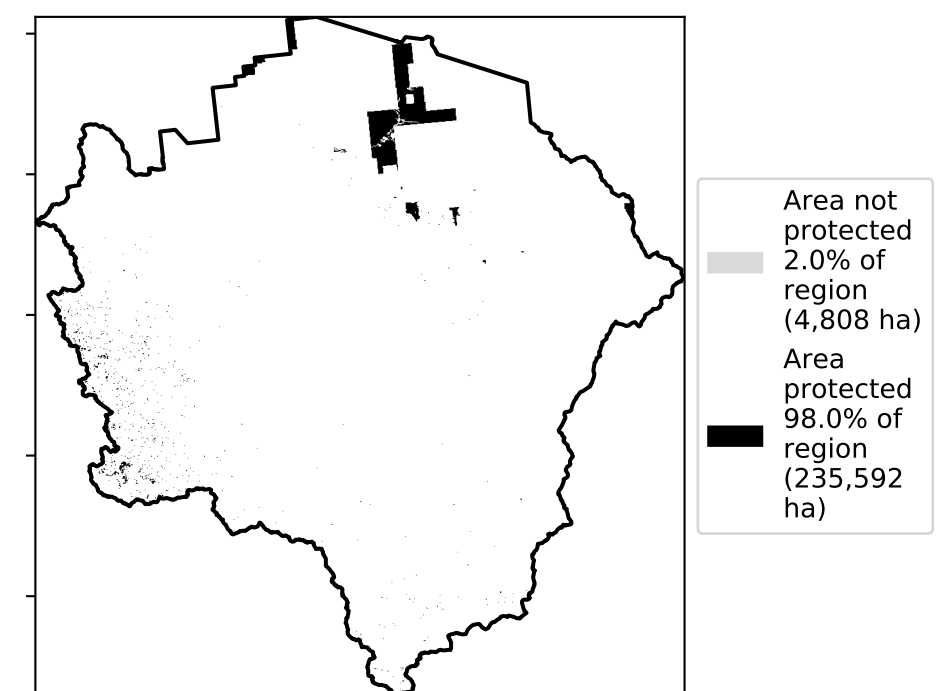 Area not
protected
2.0% of
region
(4,808 ha)
Area
protected
98.0% of
region
(235,592
ha)